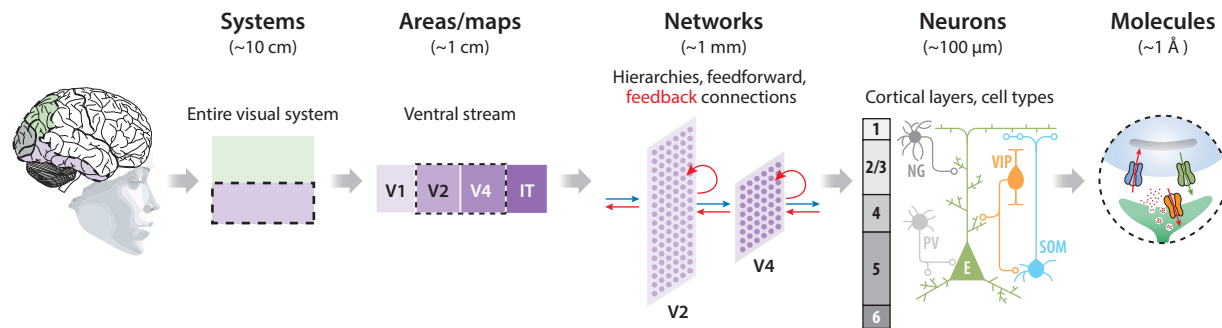 Systems
(~10 cm)
Entire visual system
Areas/maps
(~1 cm)
Ventral stream
V1
V2
V4
IT
Networks
(~1 mm)
Hierarchies, feedforward,
feedback connections
V2
V4
Neurons
(~100 μm)
Cortical layers, cell types
1
2/3
4
5
6
NG
VIP
PV
E
SOM
Molecules
(~1 Å )